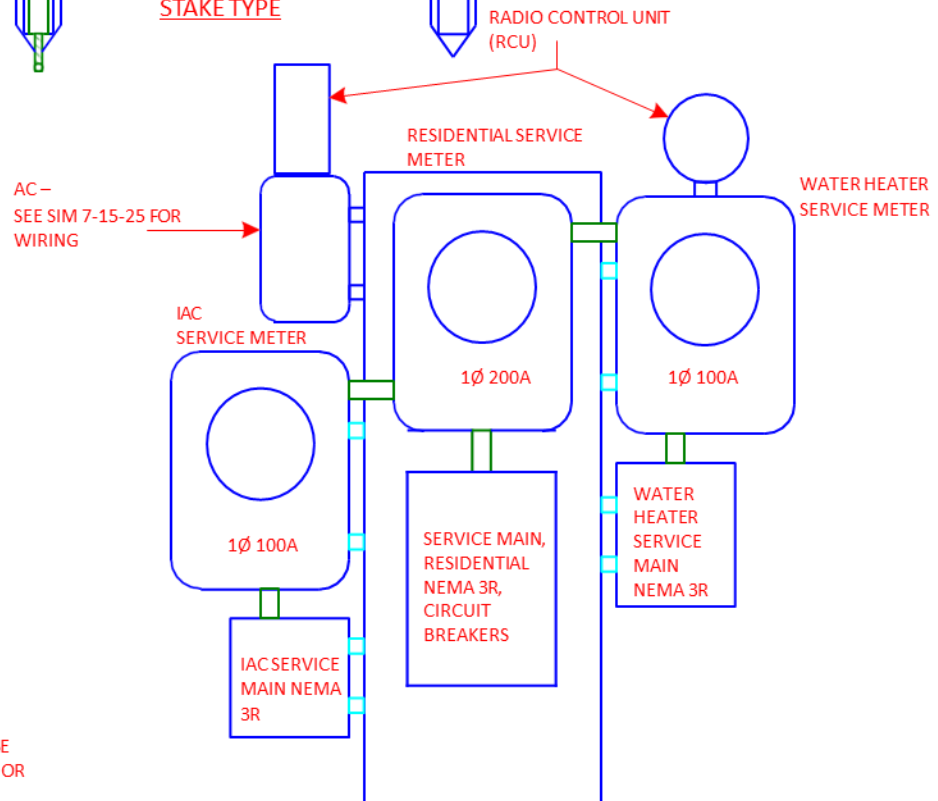 STAKE TYPE
RADIO CONTROL UNIT
(RCU)
RESIDENTIAL SERVICE
METER
AC –
SEE SIM 7-15-25 FOR
WIRING
WATER HEATER
SERVICE METER
IAC
SERVICE METER
1Ø 200A
1Ø 100A
1Ø 100A
SERVICE MAIN,
RESIDENTIAL
NEMA 3R,
CIRCUIT
BREAKERS
WATER
HEATER
SERVICE
MAIN
NEMA 3R
IAC SERVICE
MAIN NEMA
3R
E
OR